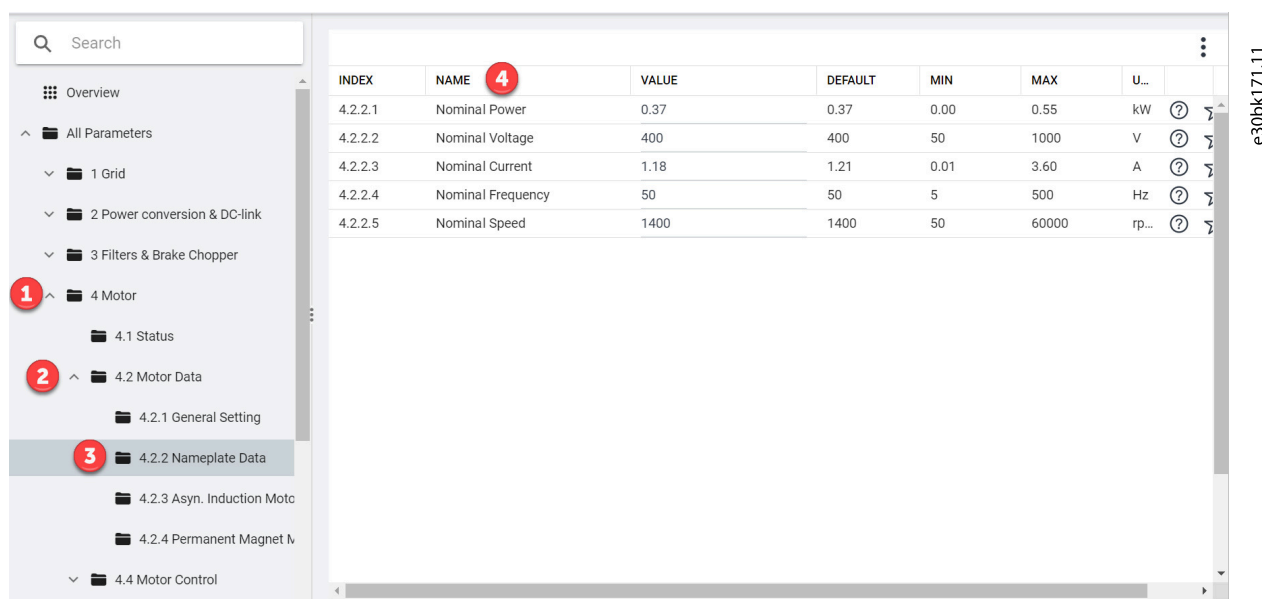 Search
Overview
All Parameters
1 Grid
2 Power conversion & DC-link
3 Filters & Brake Chopper
1 4 Motor
4.1 Status
2 4.2 Motor Data
4.2.1 General Setting
3 4.2.2 Nameplate Data
4.2.3 Asyn. Induction Moto
4.2.4 Permanent Magnet M
4.4 Motor Control
INDEX NAME 4 VALUE DEFAULT MIN MAX U...
4.2.2.1 Nominal Power 0.37 0.37 0.00 0.55 kW
4.2.2.2 Nominal Voltage 400 400 50 1000 V
4.2.2.3 Nominal Current 1.18 1.21 0.01 3.60 A
4.2.2.4 Nominal Frequency 50 50 5 500 Hz
4.2.2.5 Nominal Speed 1400 1400 50 60000 rp...
e30bk171.11